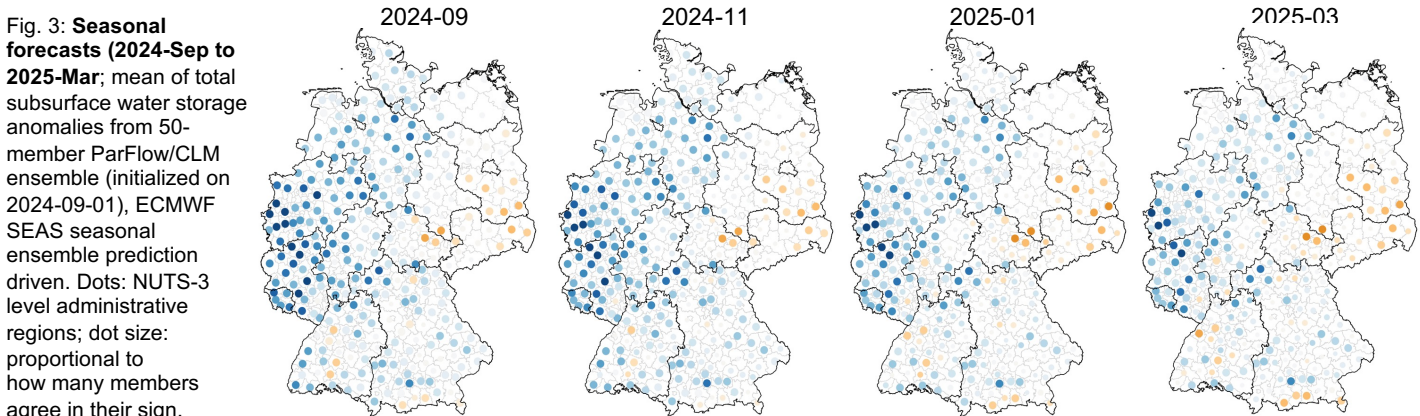 Fig. 3: Seasonal
forecasts (2024-Sep to
2025-Mar; mean of total
subsurface water storage
anomalies from 50-
member ParFlow/CLM
ensemble (initialized on
2024-09-01), ECMWF
SEAS seasonal
ensemble prediction
driven. Dots: NUTS-3
level administrative
regions; dot size:
proportional to
how many members
agree in their sign.
2024-09
2024-11
2025-01
2025-03